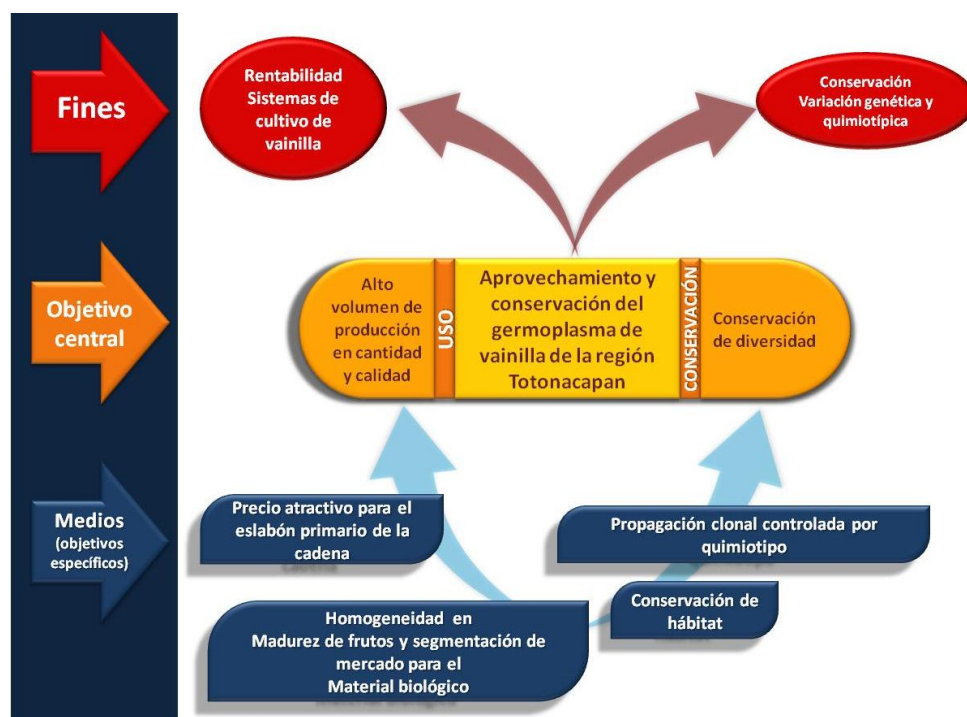 Fines
Rentabilidad
Sistemas de
cultivo de
vainilla
Conservación
Variación genética y
quimiotípica
Objetivo
central
Alto
volumen de
producción
en cantidad
y calidad
USO
Aprovechamiento y
conservación del
germoplasma de
vainilla de la región
Totonacapan
CONSERVACIÓN
Conservación
de diversidad
Medios
(objetivos
específicos)
Precio atractivo para el
eslabón primario de la
cadena
Propagación clonal controlada por
quimiotipo
Homogeneidad en
Madurez de frutos y segmentación de
mercado para el
Material biológico
Conservación de
hábitat